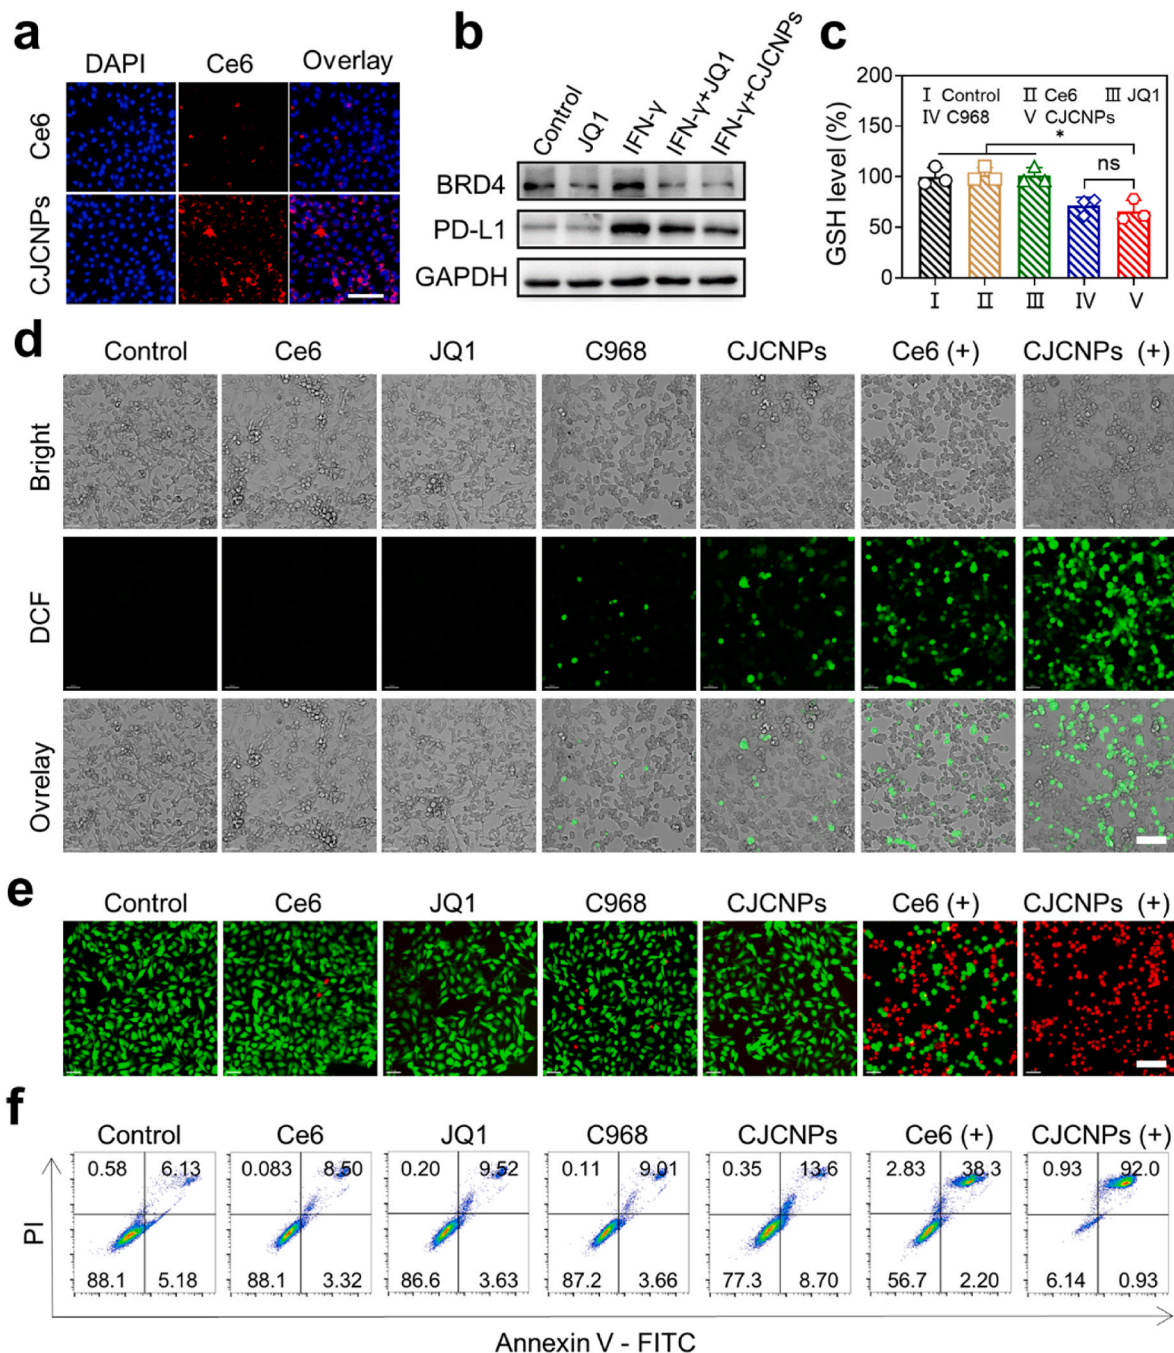 a
DAPI Ce6 Overlay
Ce6
CJCNPs
b
Control JQ1 IFN-γ IFN-γ+JQ1 IFN-γ+CJCNPs
BRD4
PD-L1
GAPDH
c
GSH level (%)
200
150
100
50
0
I Control II Ce6 III JQ1
IV C968 V CJCNPs
*
ns
I II III IV V
d
Control Ce6 JQ1 C968 CJCNPs Ce6 (+) CJCNPs (+)
Bright
DCF
Ovrelay
e
Control Ce6 JQ1 C968 CJCNPs Ce6 (+) CJCNPs (+)
f
Control Ce6 JQ1 C968 CJCNPs Ce6 (+) CJCNPs (+)
0.58 6.13 0.083 8.50 0.20 9.52 0.11 9.01 0.35 13.6 2.83 38.3 0.93 92.0
88.1 5.18 88.1 3.32 86.6 3.63 87.2 3.66 77.3 8.70 56.7 2.20 6.14 0.93
PI
Annexin V - FITC